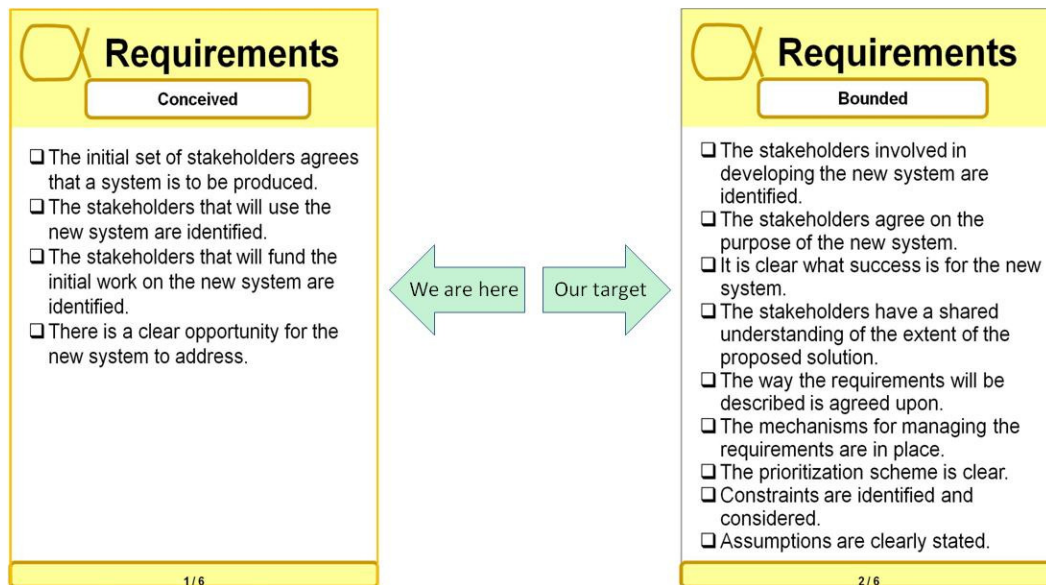 Requirements
Conceived
❑ The initial set of stakeholders agrees
that a system is to be produced.
❑ The stakeholders that will use the
new system are identified.
❑ The stakeholders that will fund the
initial work on the new system are
identified.
❑ There is a clear opportunity for the
new system to address.
1 / 6
We are here
Our target
Requirements
Bounded
❑ The stakeholders involved in
developing the new system are
identified.
❑ The stakeholders agree on the
purpose of the new system.
❑ It is clear what success is for the new
system.
❑ The stakeholders have a shared
understanding of the extent of the
proposed solution.
❑ The way the requirements will be
described is agreed upon.
❑ The mechanisms for managing the
requirements are in place.
❑ The prioritization scheme is clear.
❑ Constraints are identified and
considered.
❑ Assumptions are clearly stated.
2 / 6